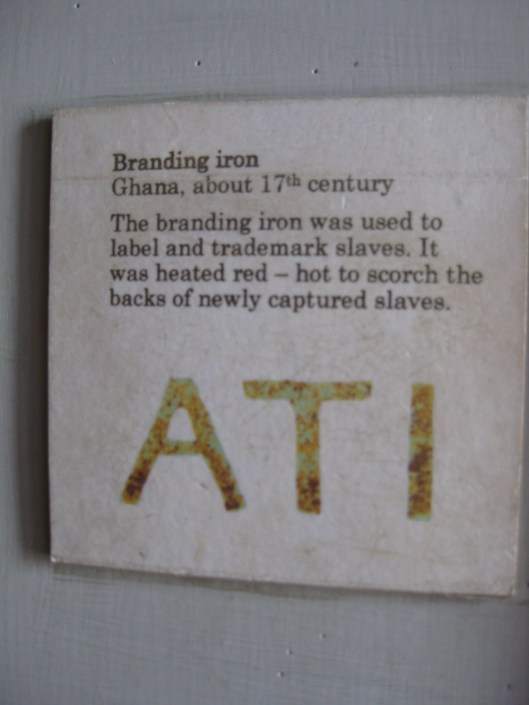 Branding iron
Ghana, about 17th century
The branding iron was used to
label and trademark slaves. It
was heated red – hot to scorch the
backs of newly captured slaves.
ATI